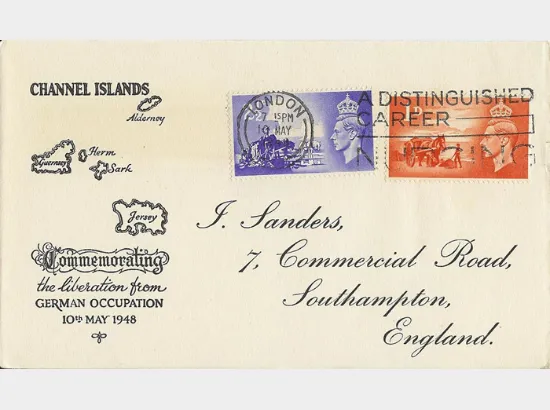 CHANNEL ISLANDS
Alderney
Herm
Guernsey
Sark
Jersey
Commemorating
the liberation from
GERMAN OCCUPATION
10th MAY 1948
LONDON
7 15PM
10 MAY
A DISTINGUISHED
CAREER
1D
J. Sanders,
7, Commercial Road,
Southampton,
England.